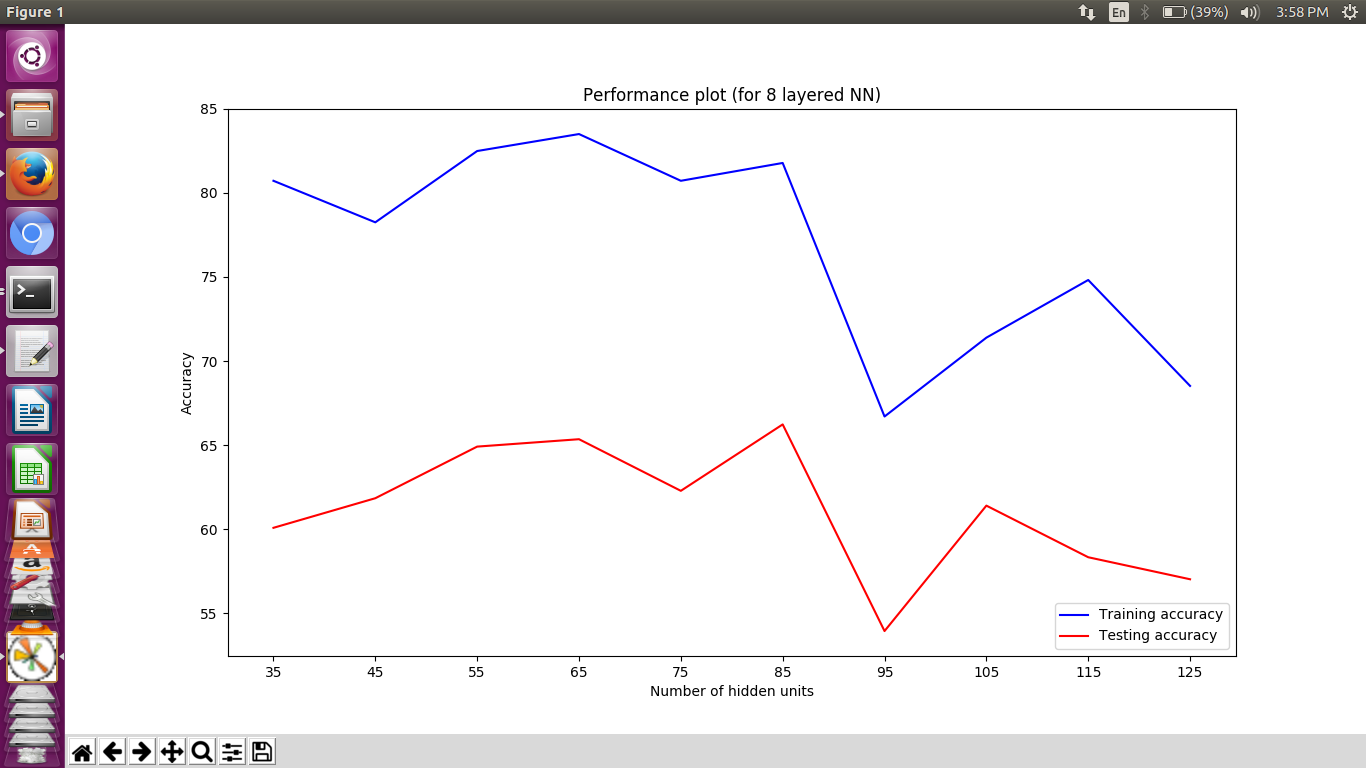 Figure 1
En
(39%)
3:58 PM
Performance plot (for 8 layered NN)
85
80
75
70
65
60
55
Accuracy
35 45 55 65 75 85 95 105 115 125
Number of hidden units
Training accuracy
Testing accuracy